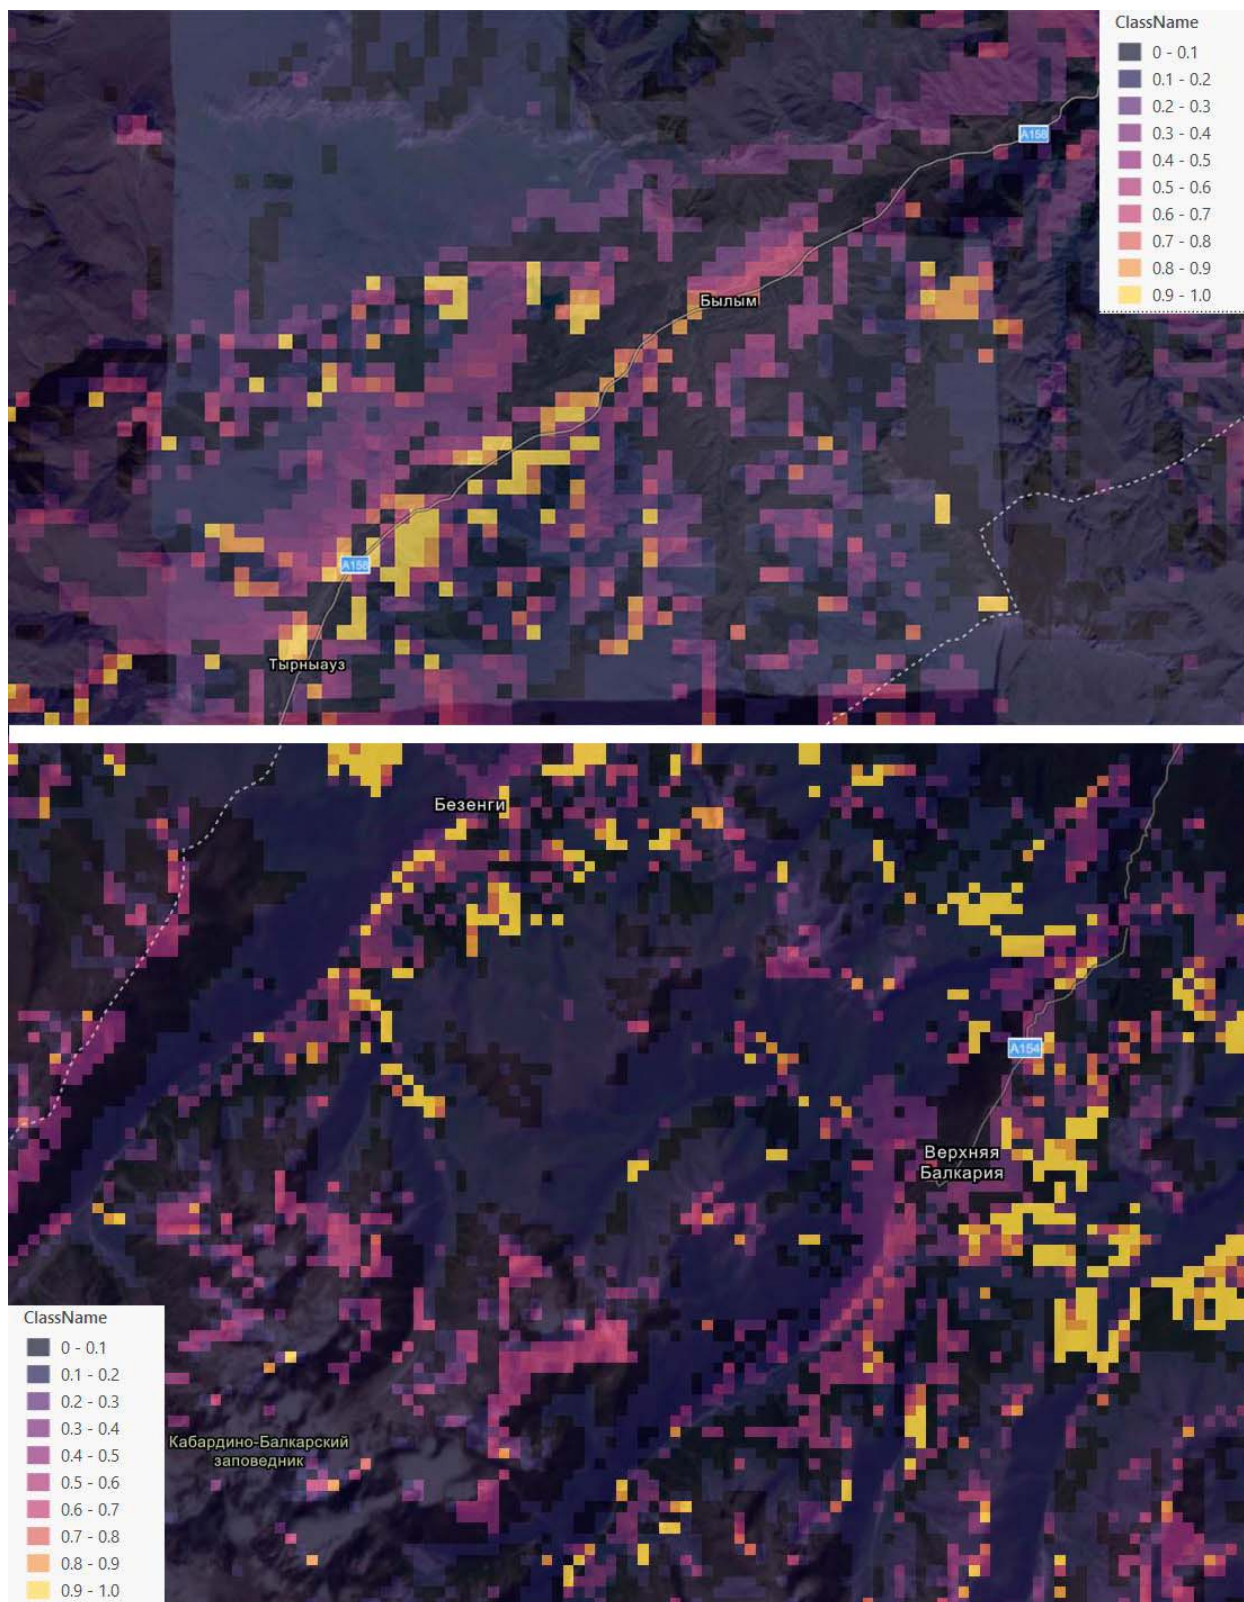 ClassName
0 - 0.1
0.1 - 0.2
0.2 - 0.3
0.3 - 0.4
0.4 - 0.5
0.5 - 0.6
0.6 - 0.7
0.7 - 0.8
0.8 - 0.9
0.9 - 1.0
A158
Былым
A158
Тырныауз
Безенги
A154
Верхняя
Балкария
ClassName
0 - 0.1
0.1 - 0.2
0.2 - 0.3
0.3 - 0.4
0.4 - 0.5
0.5 - 0.6
0.6 - 0.7
0.7 - 0.8
0.8 - 0.9
0.9 - 1.0
Кабардино-Балкарский
заповедник